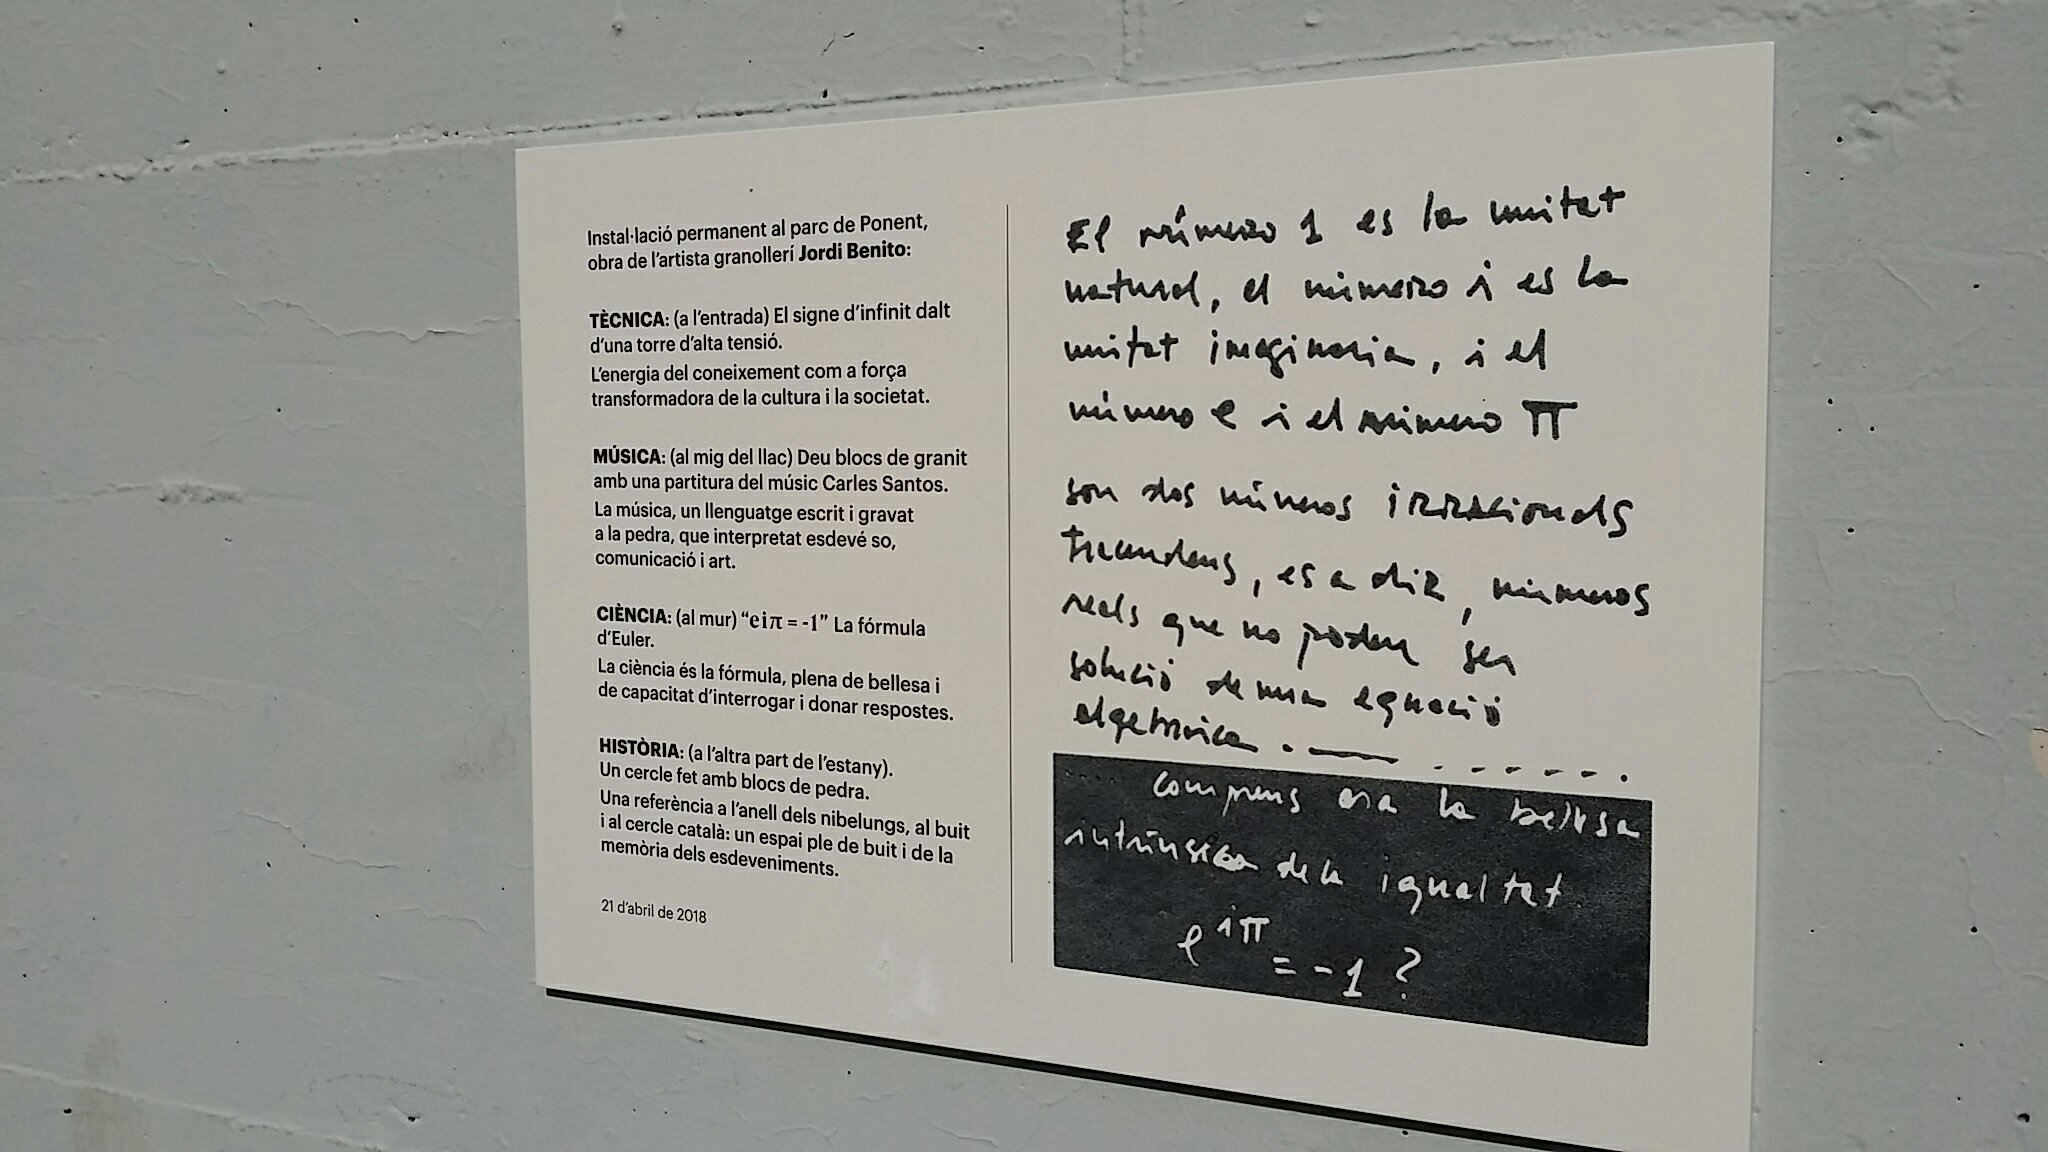 Instal·lació permanent al parc de Ponent,
obra de l'artista granollerí Jordi Benito:
TÈCNICA: (a l'entrada) El signe d'infinit dalt
d'una torre d'alta tensió.
L'energia del coneixement com a força
transformadora de la cultura i la societat.
MÚSICA: (al mig del llac) Deu blocs de granit
amb una partitura del músic Carles Santos.
La música, un llenguatge escrit i gravat
a la pedra, que interpretat esdevé so,
comunicació i art.
CIÈNCIA: (al mur) “eiπ = -1” La fórmula
d'Euler.
La ciència és la fórmula, plena de bellesa i
de capacitat d'interrogar i donar respostes.
HISTÒRIA: (a l'altra part de l'estany).
Un cercle fet amb blocs de pedra.
Una referència a l'anell dels nibelungs, al buit
i al cercle català: un espai ple de buit i de la
memòria dels esdeveniments.
21 d'abril de 2018
El número 1 es la unitat
natural, el número i es la
unitat imaginaria, i el
número e i el número π
son dos números irracionals
trascendens, es a dir, números
reals que no poden ser
solució de una equació
algebraica.
comprens ara la bellesa
intrínseca de la igualtat
e^iπ = -1 ?